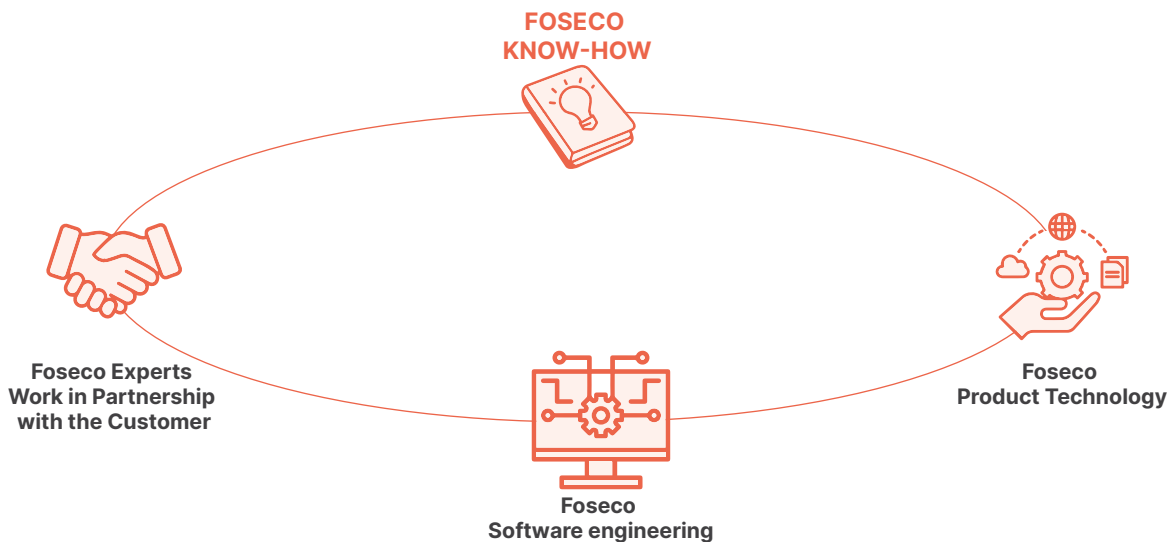 FOSECO
KNOW-HOW
Foseco Experts
Work in Partnership
with the Customer
Foseco
Product Technology
Foseco
Software engineering